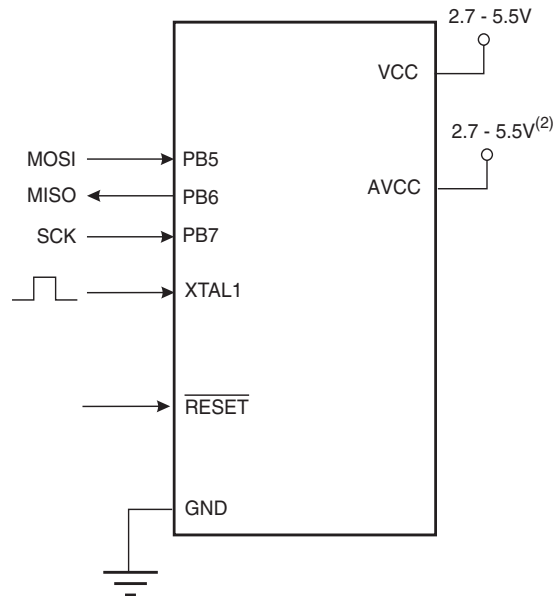 2.7 - 5.5V
VCC
2.7 - 5.5V(2)
MOSI
PB5
AVCC
MISO
PB6
SCK
PB7
XTAL1
RESET
GND